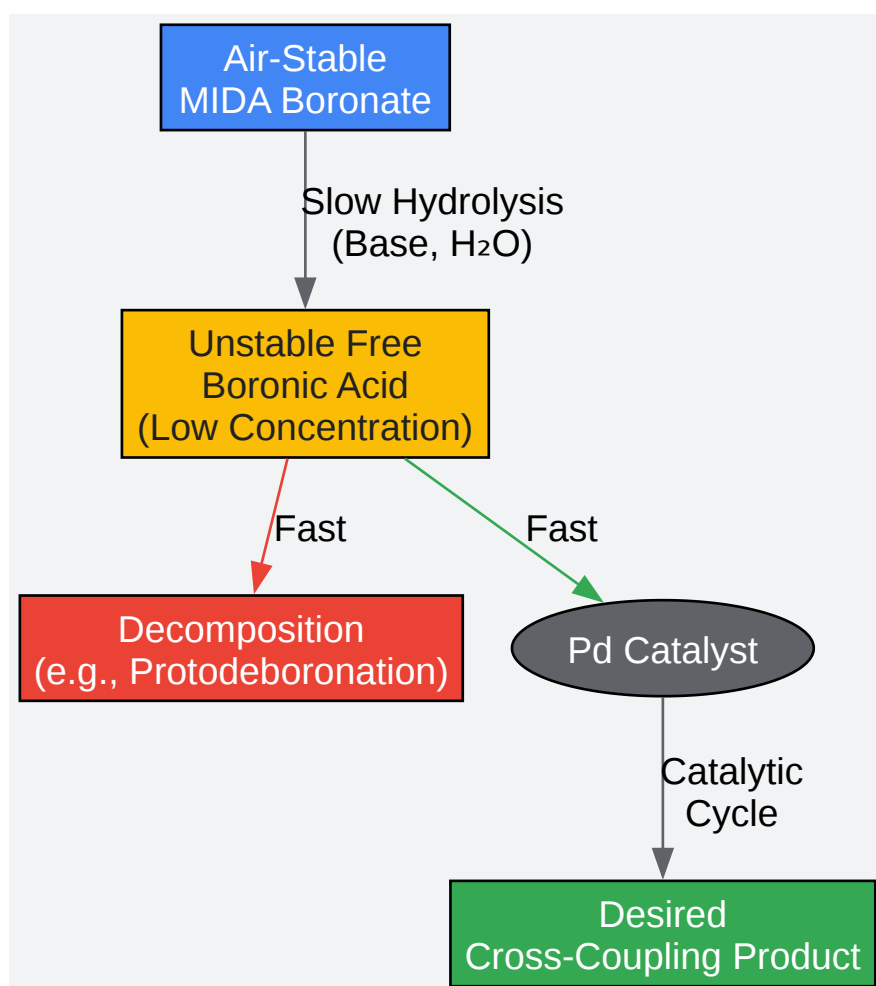 Air-Stable
MIDA Boronate
Slow Hydrolysis
(Base, H₂O)
Unstable Free
Boronic Acid
(Low Concentration)
Fast
Fast
Decomposition
(e.g., Protodeboronation)
Pd Catalyst
Catalytic
Cycle
Desired
Cross-Coupling Product